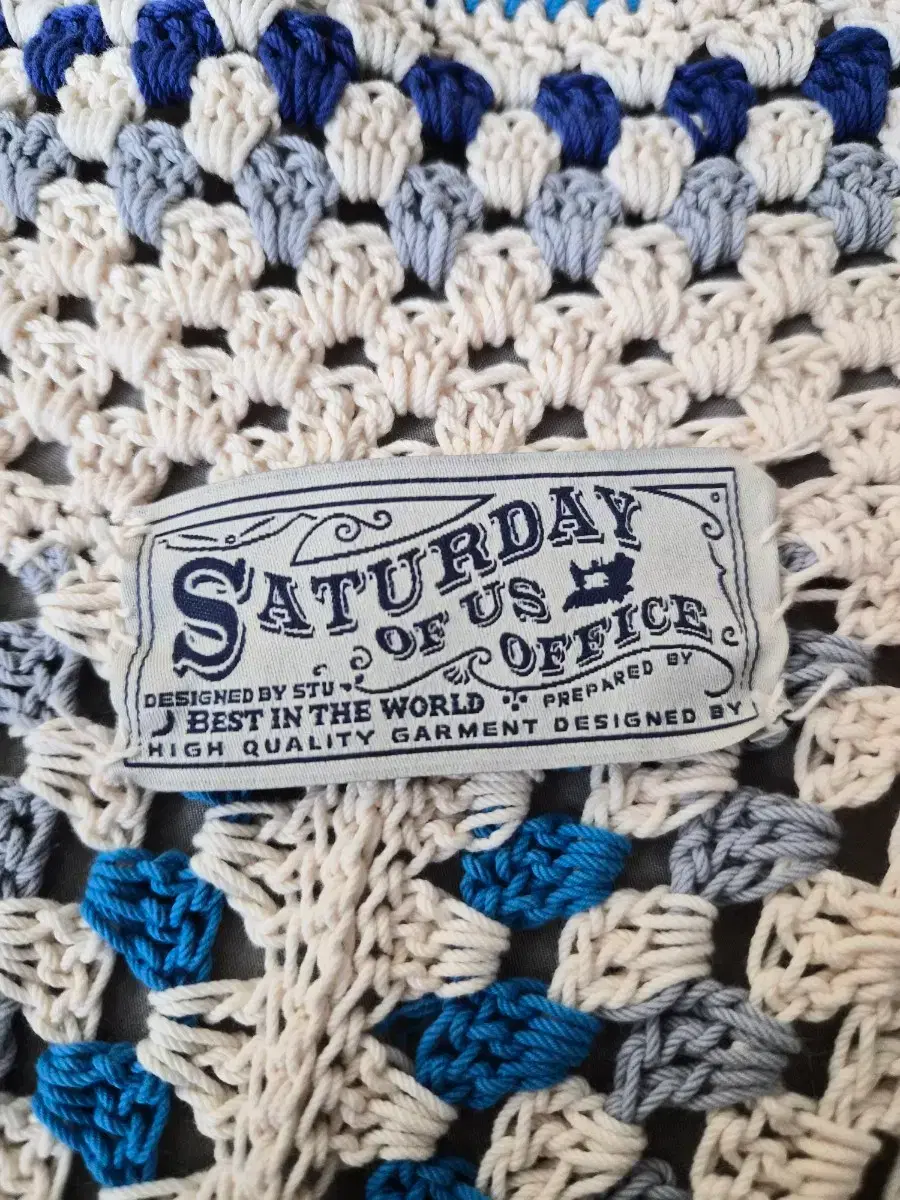 SATURDAY
OF US
OFFICE
DESIGNED BY STU
PREPARED BY
BEST IN THE WORLD
HIGH QUALITY GARMENT DESIGNED BY